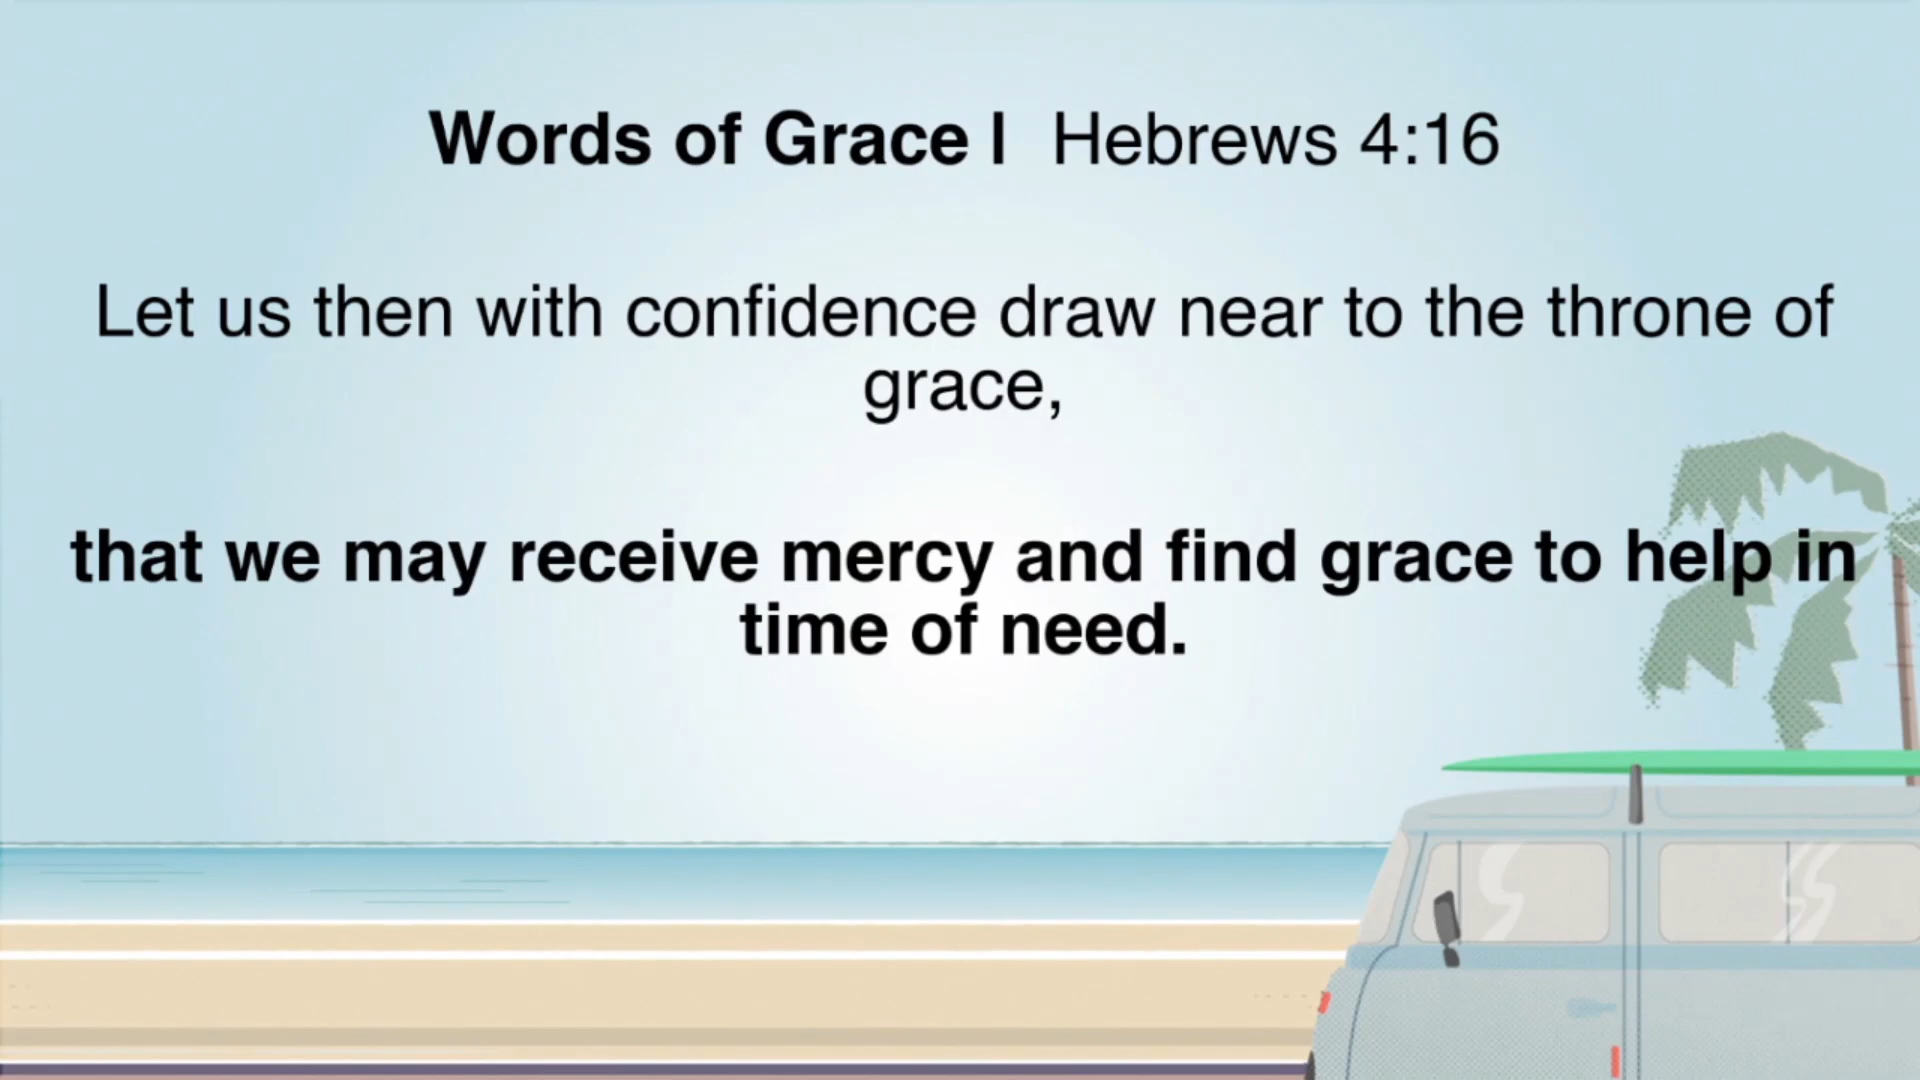 Words of Grace I  Hebrews 4:16
Let us then with confidence draw near to the throne of
grace,
that we may receive mercy and find grace to help in
time of need.